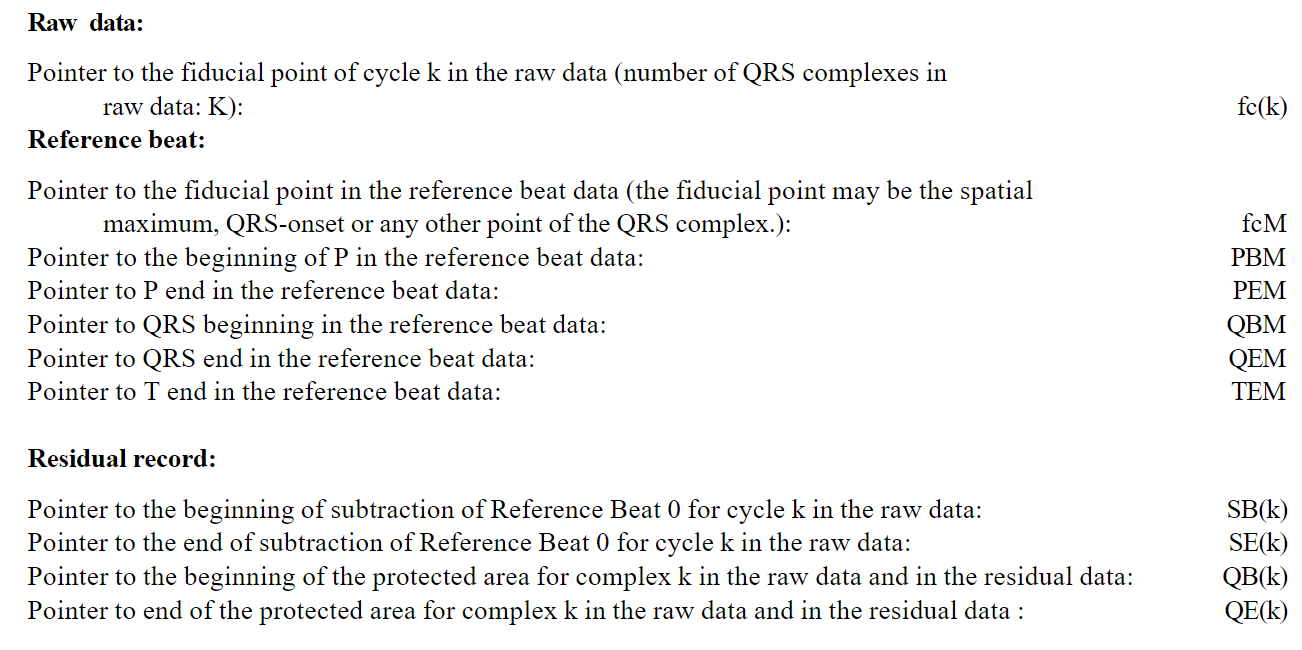 Raw data:
Pointer to the fiducial point of cycle k in the raw data (number of QRS complexes in
raw data: K): fc(k)
Reference beat:
Pointer to the fiducial point in the reference beat data (the fiducial point may be the spatial
maximum, QRS-onset or any other point of the QRS complex.): fcM
Pointer to the beginning of P in the reference beat data: PBM
Pointer to P end in the reference beat data: PEM
Pointer to QRS beginning in the reference beat data: QBM
Pointer to QRS end in the reference beat data: QEM
Pointer to T end in the reference beat data: TEM
Residual record:
Pointer to the beginning of subtraction of Reference Beat 0 for cycle k in the raw data: SB(k)
Pointer to the end of subtraction of Reference Beat 0 for cycle k in the raw data: SE(k)
Pointer to the beginning of the protected area for complex k in the raw data and in the residual data: QB(k)
Pointer to end of the protected area for complex k in the raw data and in the residual data : QE(k)